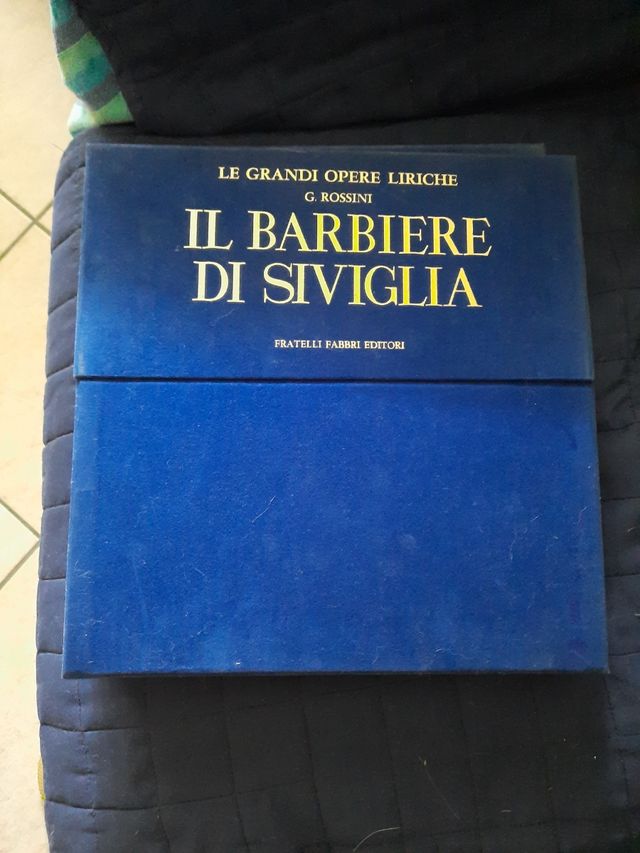 LE GRANDI OPERE LIRICHE
G. ROSSINI
IL BARBIERE
DI SIVIGLIA
FRATELLI FABBRI EDITORI